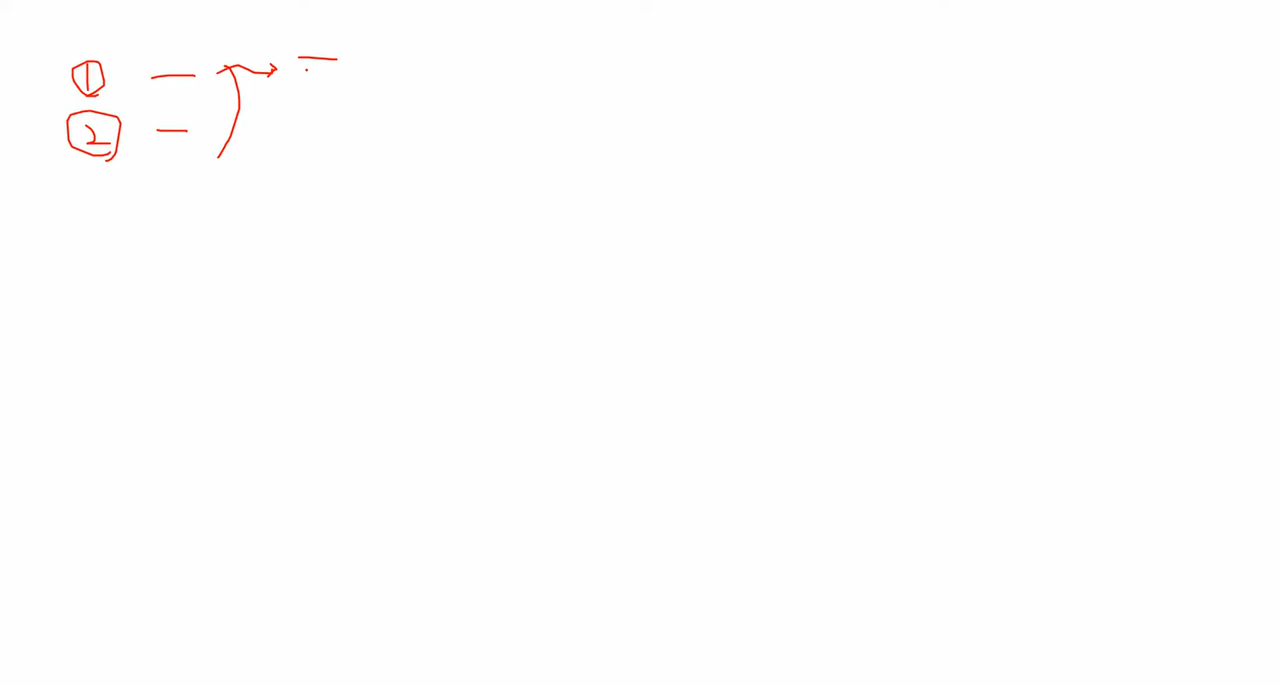 ① —
② —